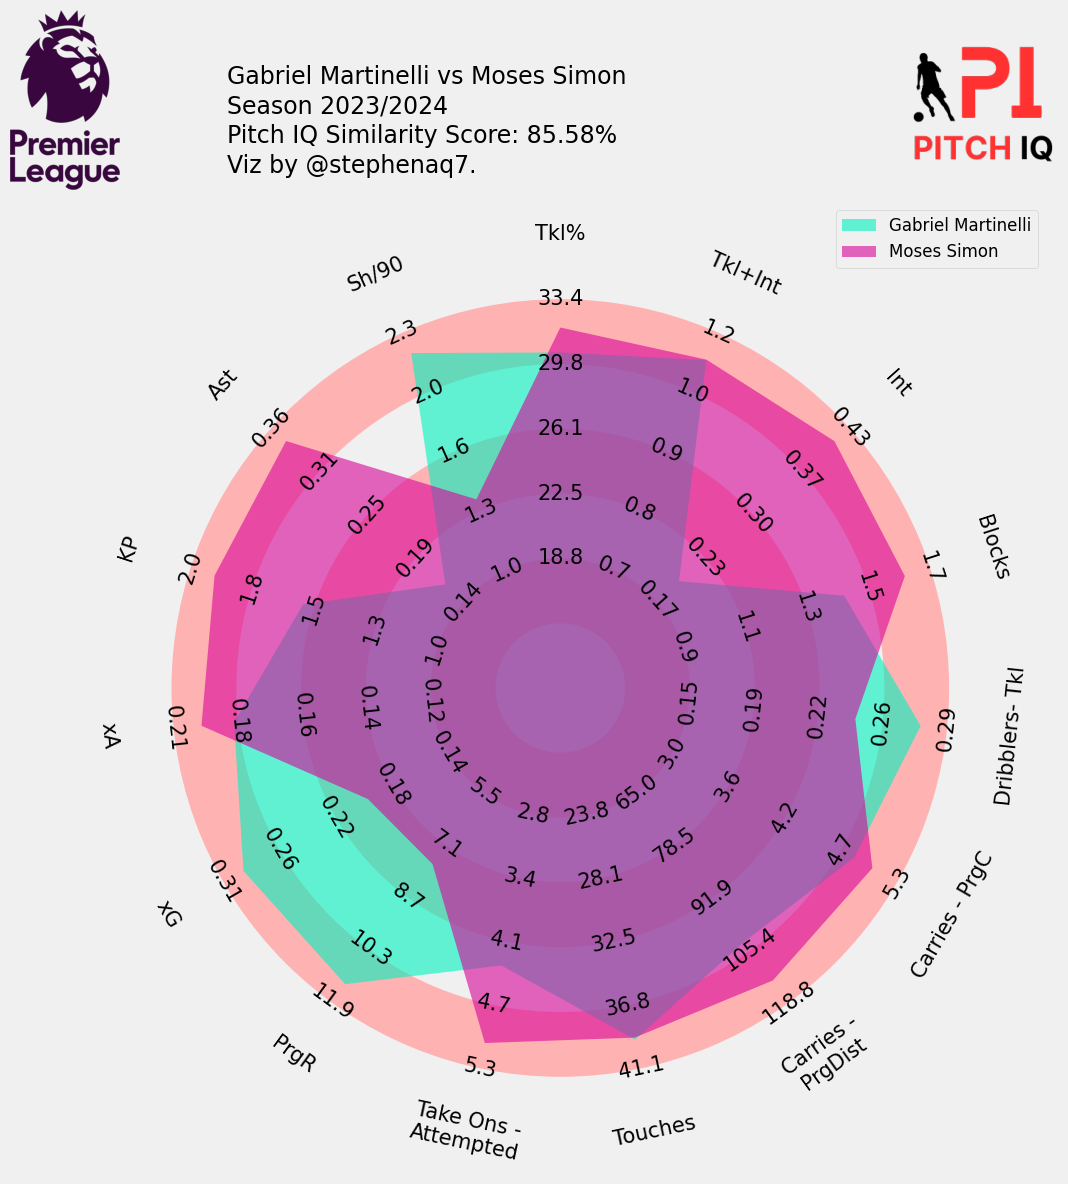 Gabriel Martinelli vs Moses Simon
Season 2023/2024
Pitch IQ Similarity Score: 85.58%
Viz by @stephenaq7.
Premier
League
PI
PITCH IQ
Gabriel Martinelli
Moses Simon
Tkl%
33.4
29.8
26.1
22.5
18.8
Tkl+Int
1.2
1.0
0.9
0.8
0.7
Int
0.43
0.37
0.30
0.23
0.17
Blocks
1.7
1.5
1.3
1.1
0.9
Dribblers- Tkl
0.29
0.26
0.22
0.19
0.15
Carries - PrgC
5.3
4.7
4.2
3.6
3.0
Carries -
PrgDist
118.8
105.4
91.9
78.5
65.0
Touches
41.1
36.8
32.5
28.1
23.8
Take Ons -
Attempted
5.3
4.7
4.1
3.4
2.8
PrgR
11.9
10.3
8.7
7.1
5.5
xG
0.31
0.26
0.22
0.18
0.14
xA
0.21
0.18
0.16
0.14
0.12
KP
2.0
1.8
1.5
1.3
1.0
Ast
0.36
0.31
0.25
0.19
0.14
Sh/90
2.3
2.0
1.6
1.3
1.0